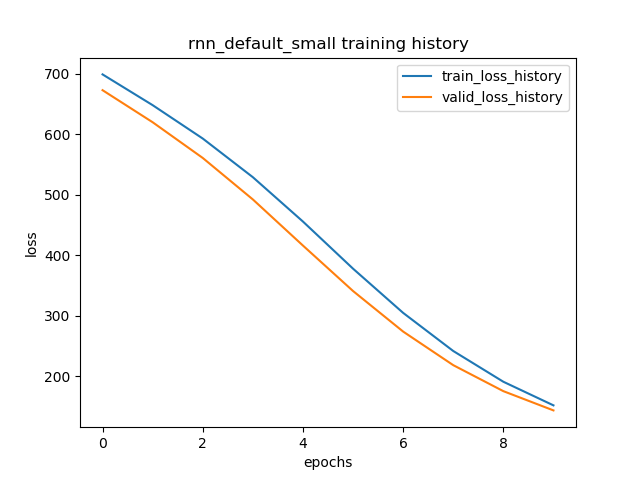 rnn_default_small training history
train_loss_history
valid_loss_history
700
600
500
400
300
200
loss
0 2 4 6 8
epochs